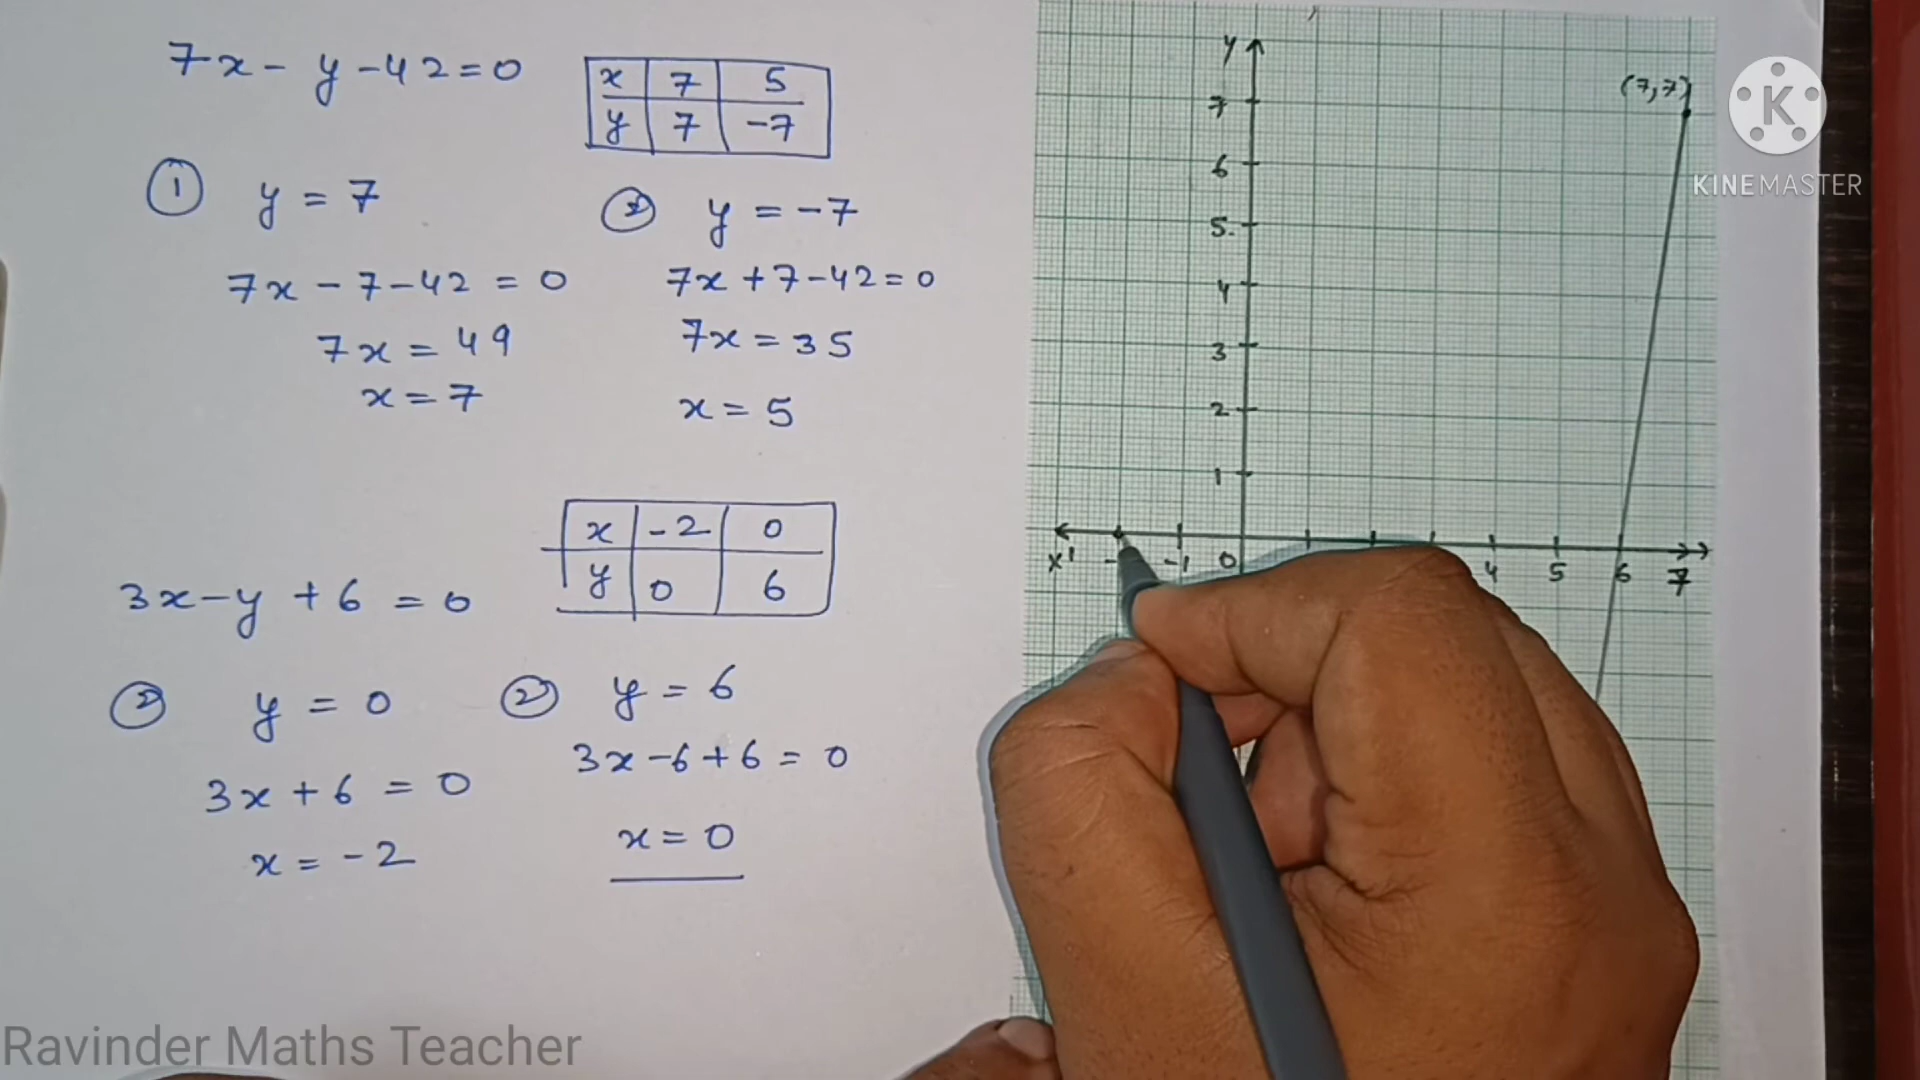 7x - y - 42 = 0
x 7 5
y 7 -7
① y = 7
7x - 7 - 42 = 0
7x = 49
x = 7
② y = -7
7x + 7 - 42 = 0
7x = 35
x = 5
3x - y + 6 = 0
x -2 0
y 0 6
② y = 0
3x + 6 = 0
x = -2
② y = 6
3x - 6 + 6 = 0
x = 0
y
(7,7)
7
6
5
4
3
2
1
x' -1 0 4 5 6 7
KINEMASTER
Ravinder Maths Teacher